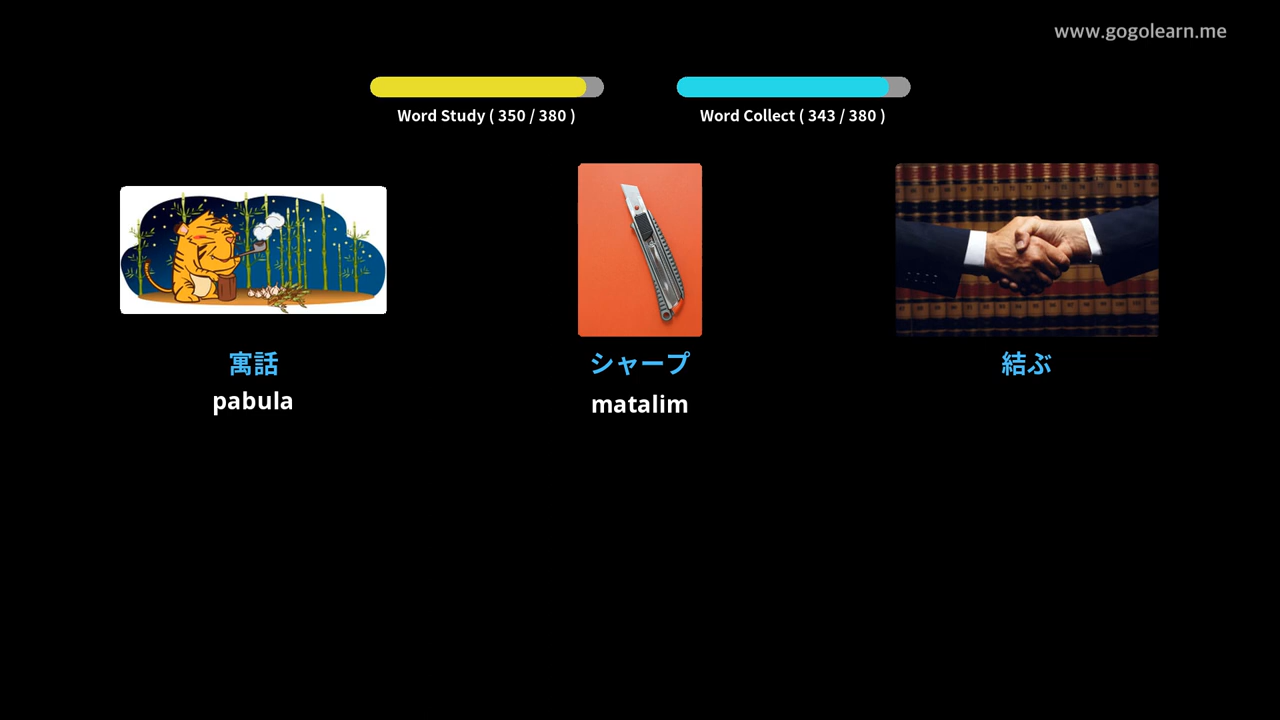 www.gogolearn.me
Word Study ( 350 / 380 )
Word Collect ( 343 / 380 )
寓話
pabula
シャープ
matalim
結ぶ